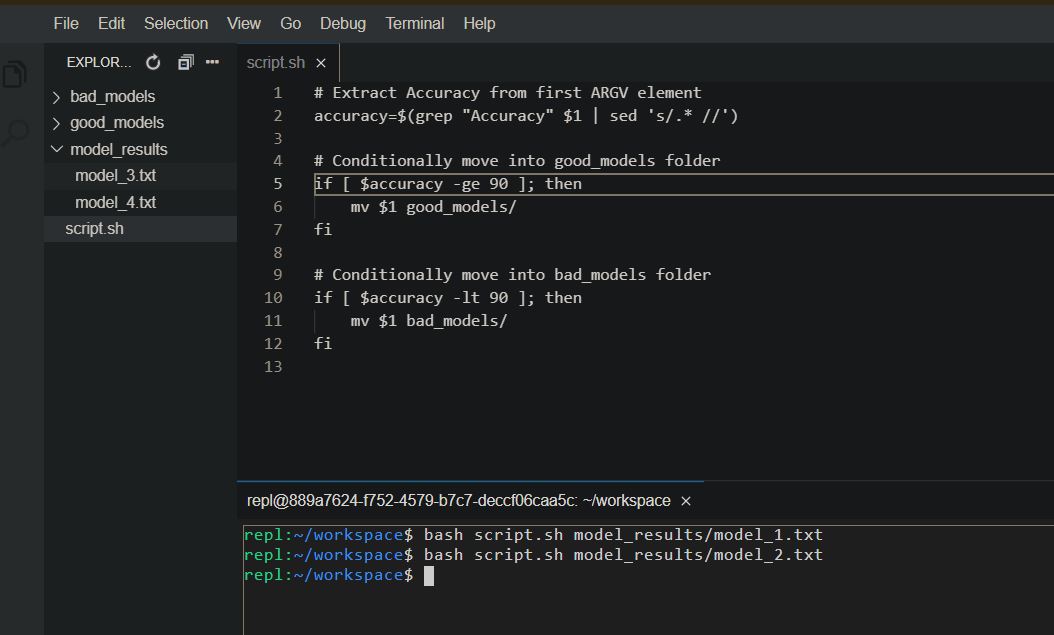 File Edit Selection View Go Debug Terminal Help
EXPLOR...
bad_models
good_models
model_results
model_3.txt
model_4.txt
script.sh
script.sh ×
1 # Extract Accuracy from first ARGV element
2 accuracy=$(grep "Accuracy" $1 | sed 's/.* //')
3
4 # Conditionally move into good_models folder
5 if [ $accuracy -ge 90 ]; then
6 mv $1 good_models/
7 fi
8
9 # Conditionally move into bad_models folder
10 if [ $accuracy -lt 90 ]; then
11 mv $1 bad_models/
12 fi
13
repl@889a7624-f752-4579-b7c7-deccf06caa5c: ~/workspace ×
repl:~/workspace$ bash script.sh model_results/model_1.txt
repl:~/workspace$ bash script.sh model_results/model_2.txt
repl:~/workspace$